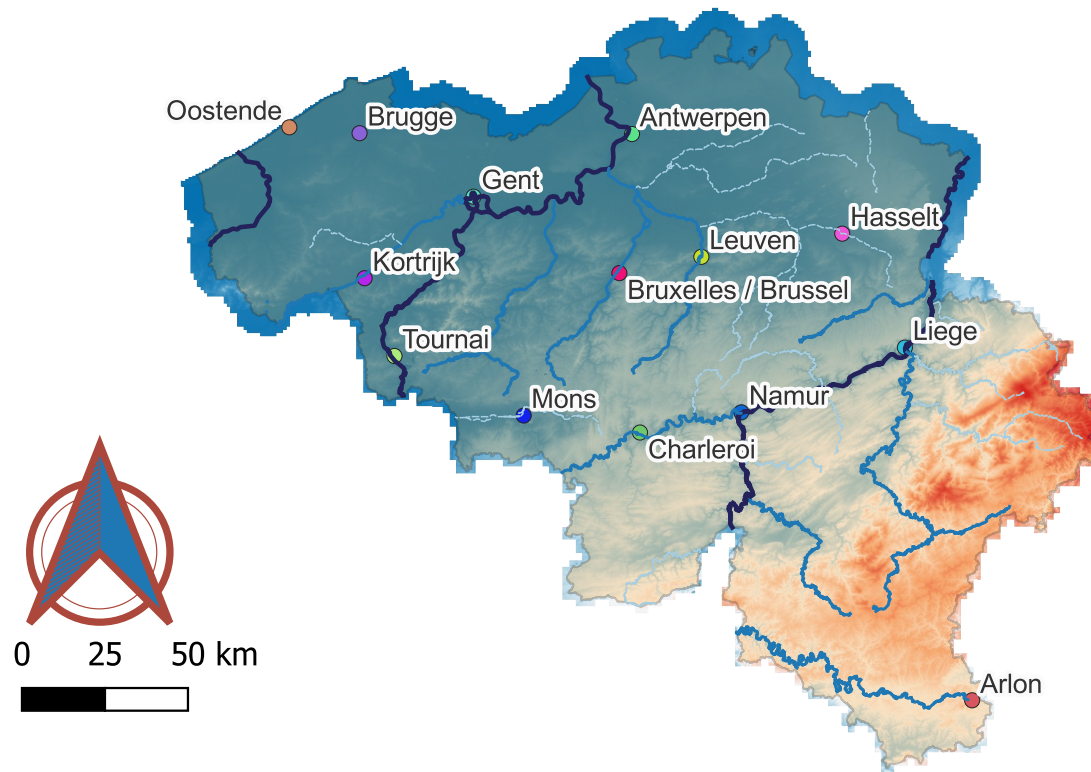 Oostende
Brugge
Antwerpen
Gent
Hasselt
Leuven
Kortrijk
Bruxelles / Brussel
Tournai
Liege
Mons
Namur
Charleroi
0 25 50 km
Arlon